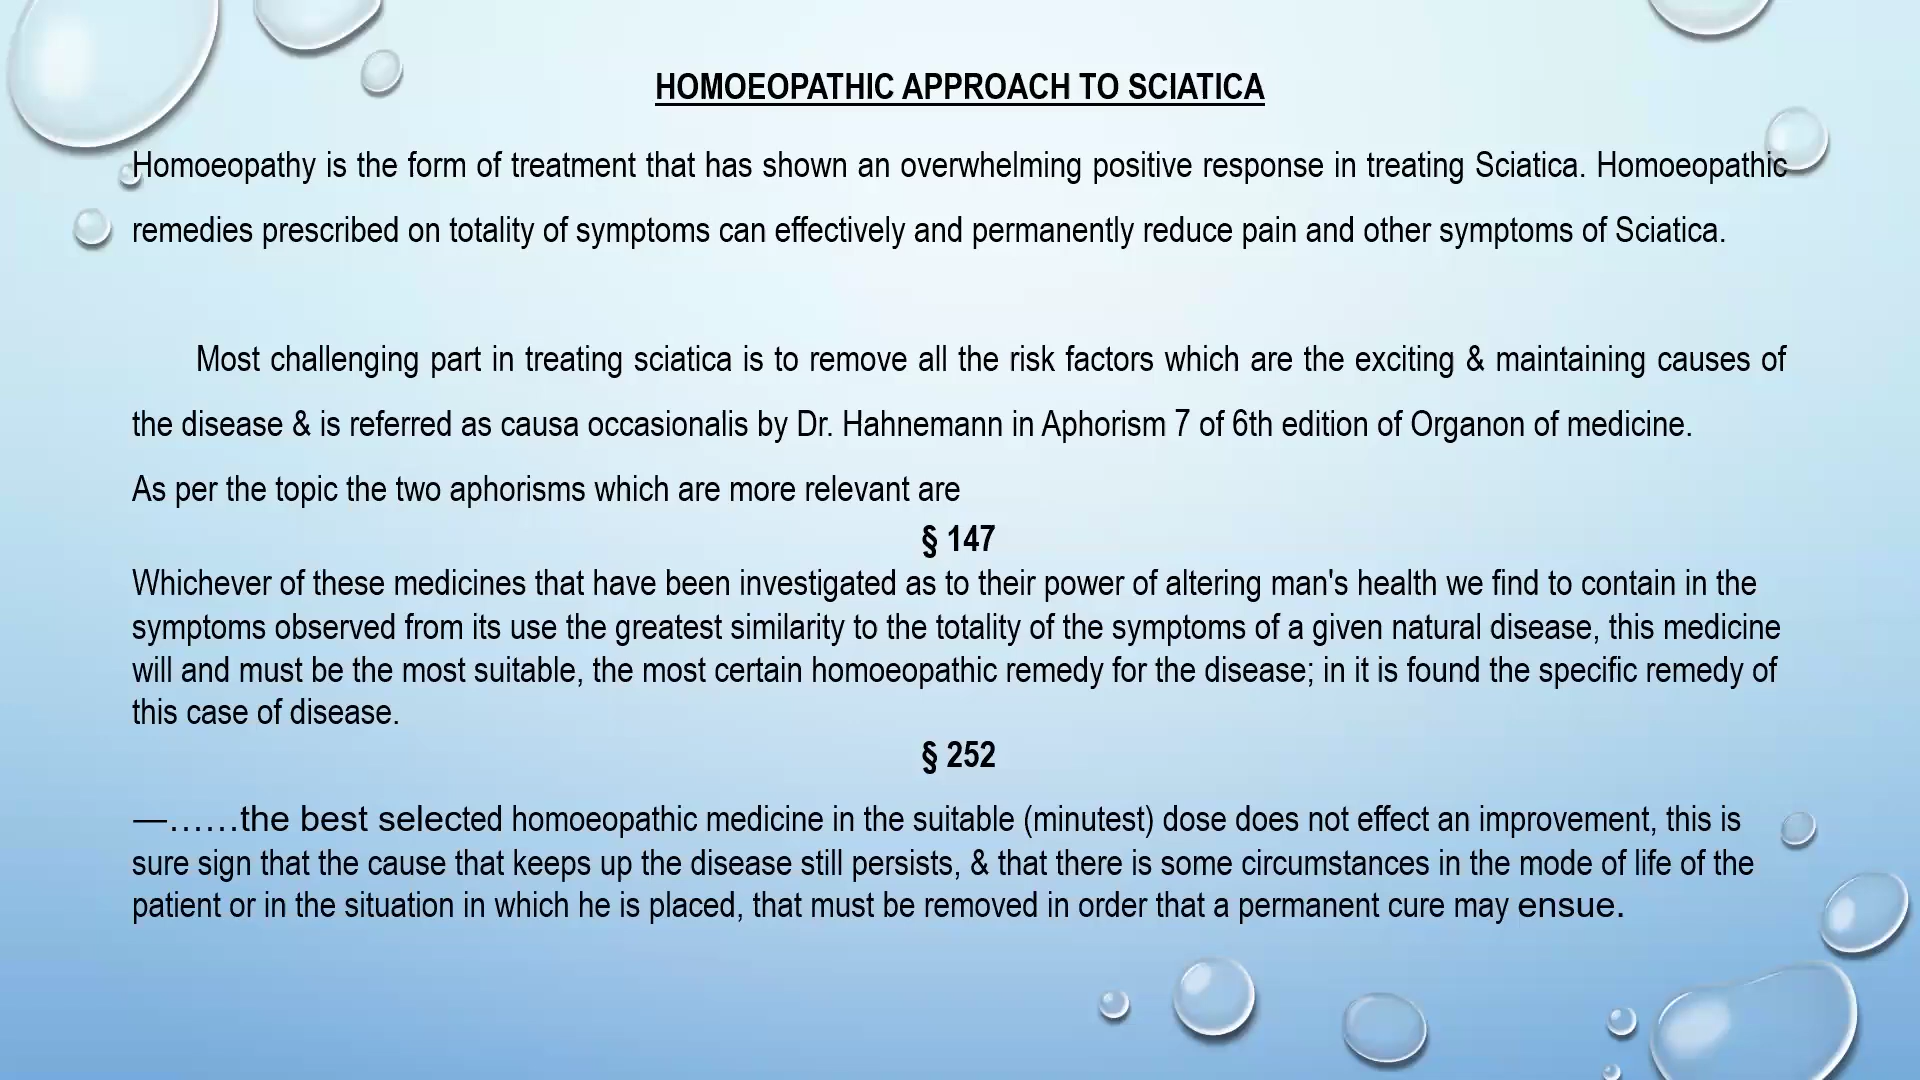 HOMOEOPATHIC APPROACH TO SCIATICA
Homoeopathy is the form of treatment that has shown an overwhelming positive response in treating Sciatica. Homoeopathic
remedies prescribed on totality of symptoms can effectively and permanently reduce pain and other symptoms of Sciatica.
Most challenging part in treating sciatica is to remove all the risk factors which are the exciting & maintaining causes of
the disease & is referred as causa occasionalis by Dr. Hahnemann in Aphorism 7 of 6th edition of Organon of medicine.
As per the topic the two aphorisms which are more relevant are
§ 147
Whichever of these medicines that have been investigated as to their power of altering man's health we find to contain in the
symptoms observed from its use the greatest similarity to the totality of the symptoms of a given natural disease, this medicine
will and must be the most suitable, the most certain homoeopathic remedy for the disease; in it is found the specific remedy of
this case of disease.
§ 252
—……the best selected homoeopathic medicine in the suitable (minutest) dose does not effect an improvement, this is
sure sign that the cause that keeps up the disease still persists, & that there is some circumstances in the mode of life of the
patient or in the situation in which he is placed, that must be removed in order that a permanent cure may ensue.